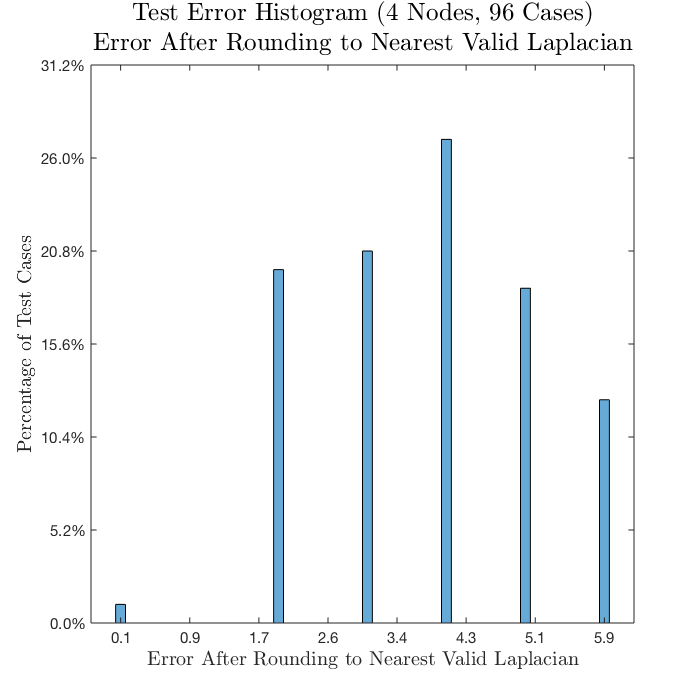 Test Error Histogram (4 Nodes, 96 Cases)
Error After Rounding to Nearest Valid Laplacian
31.2%
26.0%
20.8%
15.6%
10.4%
5.2%
0.0%
Percentage of Test Cases
0.1 0.9 1.7 2.6 3.4 4.3 5.1 5.9
Error After Rounding to Nearest Valid Laplacian